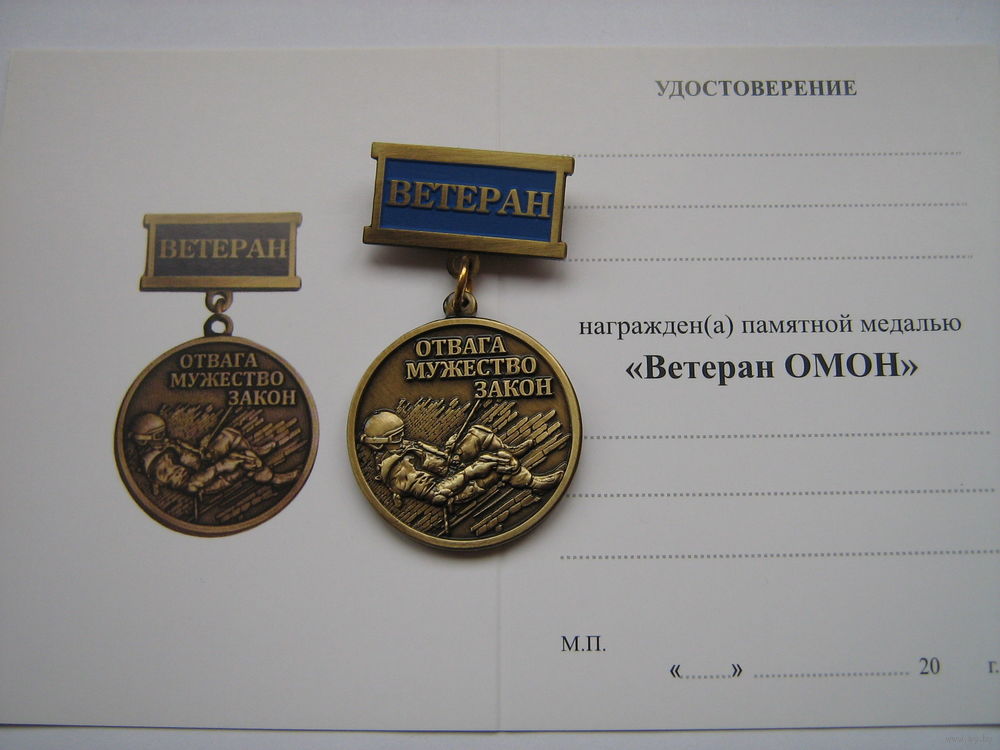 ВЕТЕРАН
ОТВАГА
МУЖЕСТВО
ЗАКОН
ВЕТЕРАН
ОТВАГА
МУЖЕСТВО
ЗАКОН
УДОСТОВЕРЕНИЕ
награжден(а) памятной медалью
«Ветеран ОМОН»
М.П.
«.......» ........................ 20 г.